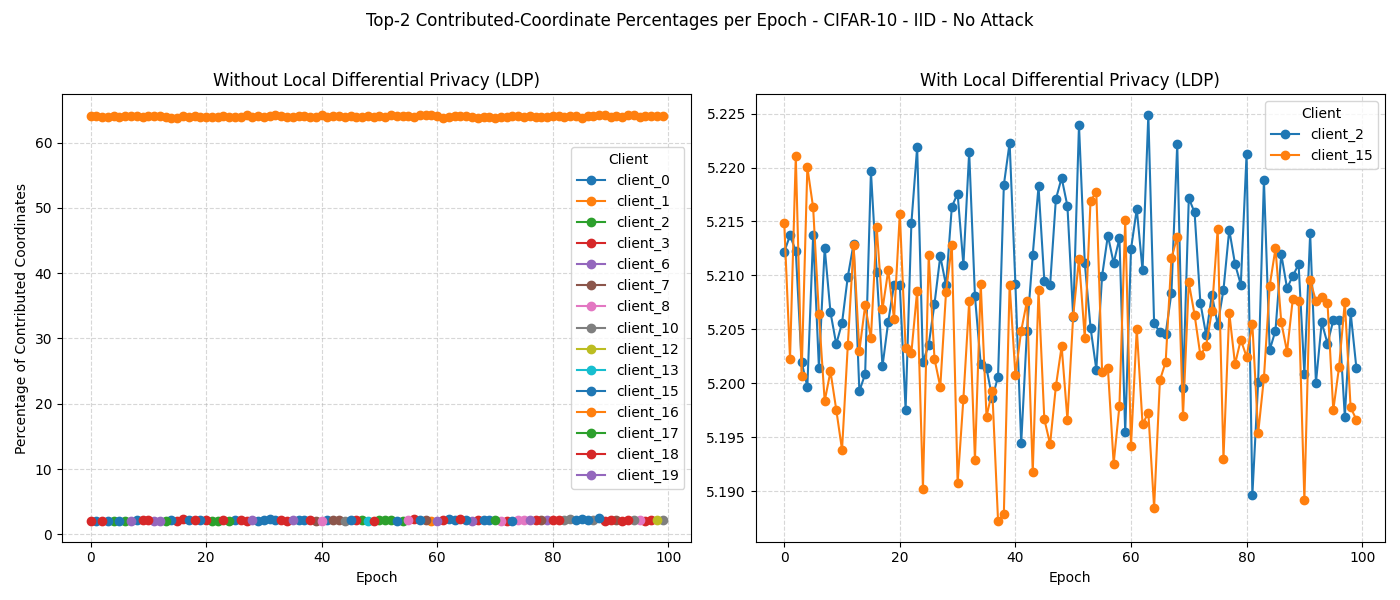 Top-2 Contributed-Coordinate Percentages per Epoch - CIFAR-10 - IID - No Attack
Without Local Differential Privacy (LDP)
Percentage of Contributed Coordinates
60
50
40
30
20
10
0
0 20 40 60 80 100
Epoch
Client
client_0
client_1
client_2
client_3
client_6
client_7
client_8
client_10
client_12
client_13
client_15
client_16
client_17
client_18
client_19
With Local Differential Privacy (LDP)
5.225
5.220
5.215
5.210
5.205
5.200
5.195
5.190
0 20 40 60 80 100
Epoch
Client
client_2
client_15